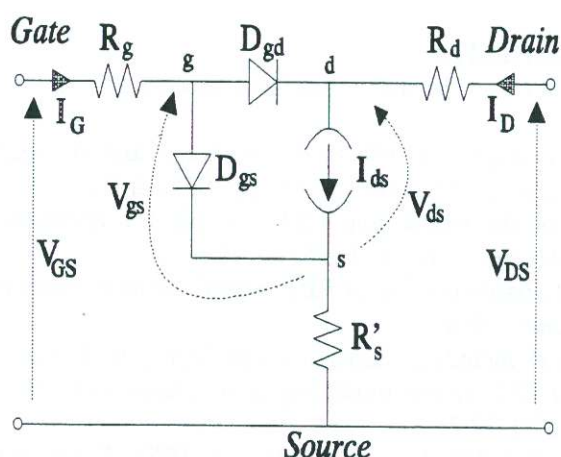 Gate
R_g
g
D_gd
d
R_d
Drain
I_G
I_D
D_gs
I_ds
V_gs
V_ds
V_GS
s
V_DS
R'_s
Source